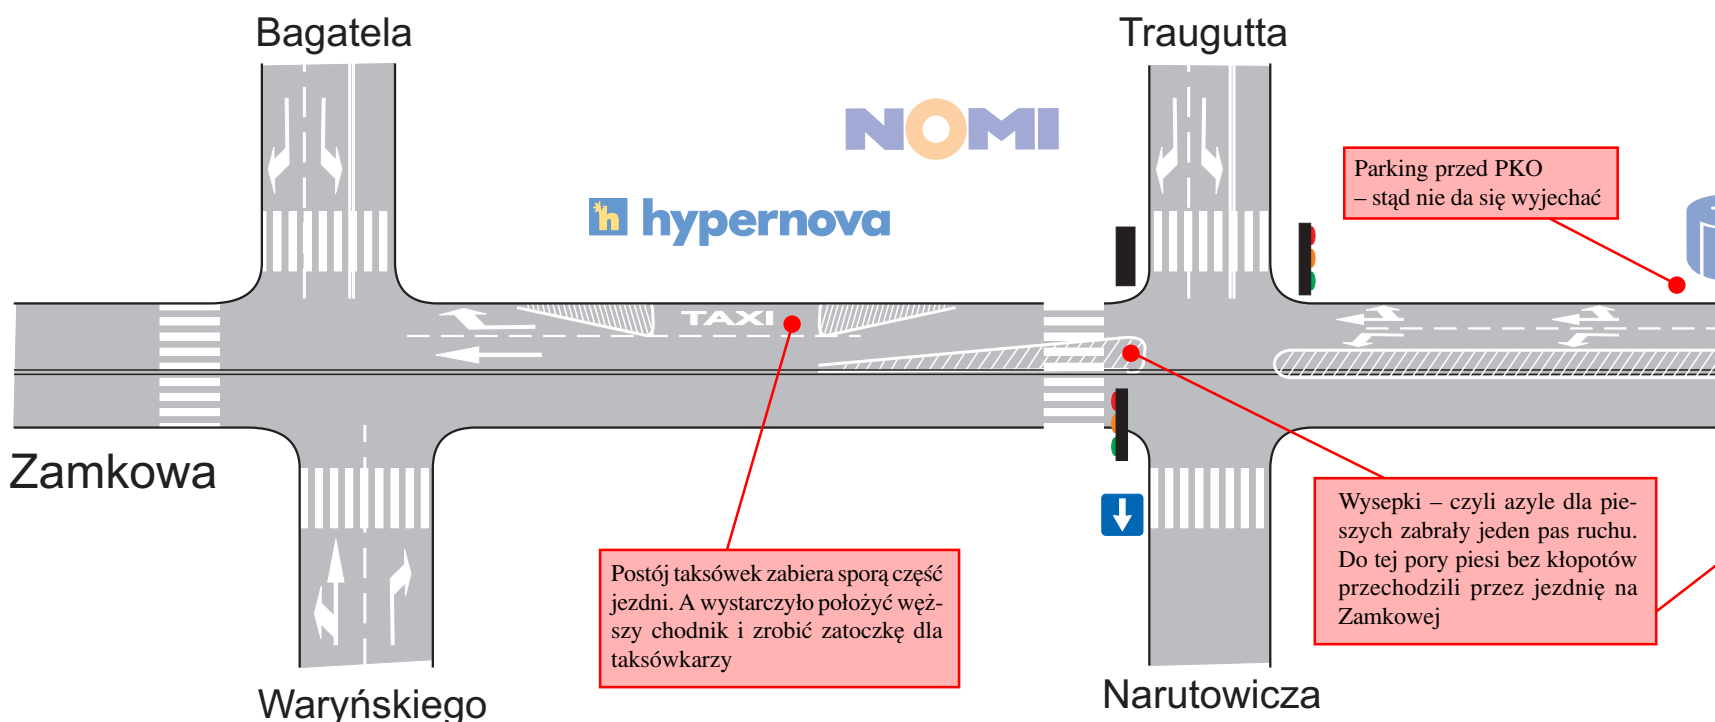 Bagatela
Traugutta
NOMI
Parking przed PKO
– stąd nie da się wyjechać
hypernova
TAXI
Zamkowa
Wysepki – czyli azyle dla pie-
szych zabrały jeden pas ruchu.
Do tej pory piesi bez kłopotów
przechodzili przez jezdnię na
Zamkowej
Postój taksówek zabiera sporą część
jezdni. A wystarczyło położyć węż-
szy chodnik i zrobić zatoczkę dla
taksówkarzy
Waryńskiego
Narutowicza